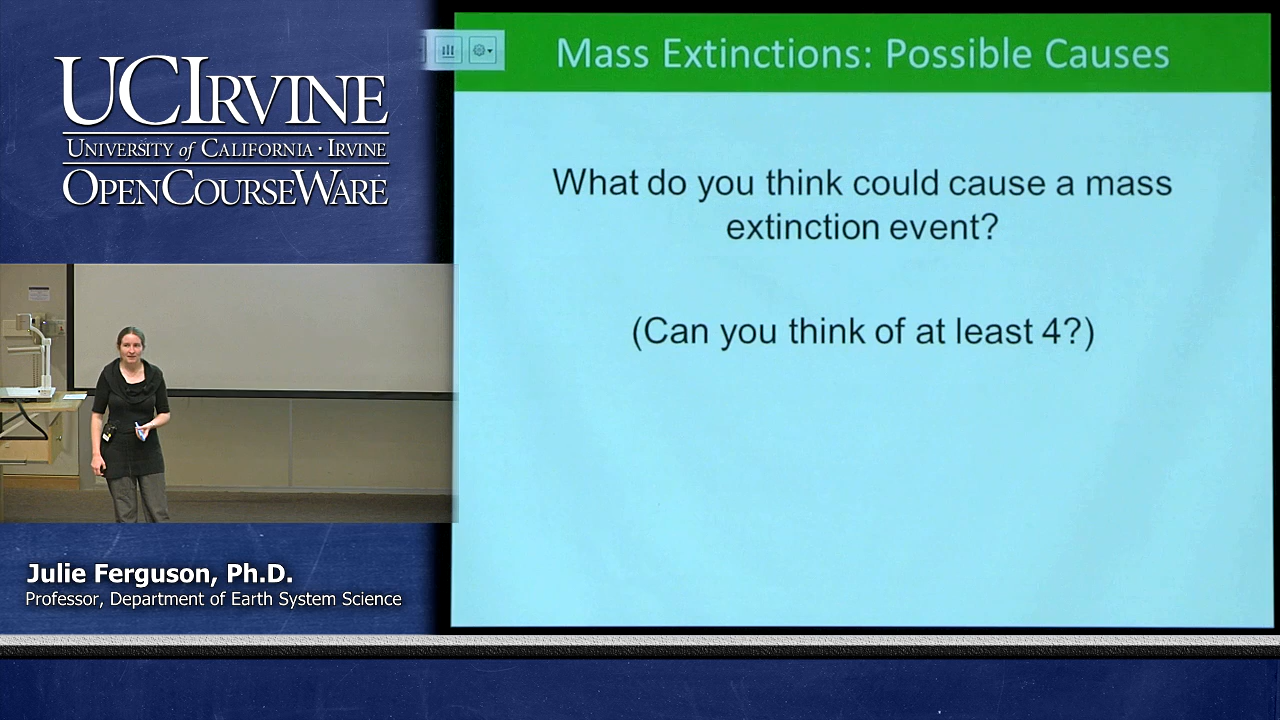 UCIRVINE
UNIVERSITY of CALIFORNIA · IRVINE
OPENCOURSEWARE
Mass Extinctions: Possible Causes
What do you think could cause a mass
extinction event?
(Can you think of at least 4?)
Julie Ferguson, Ph.D.
Professor, Department of Earth System Science